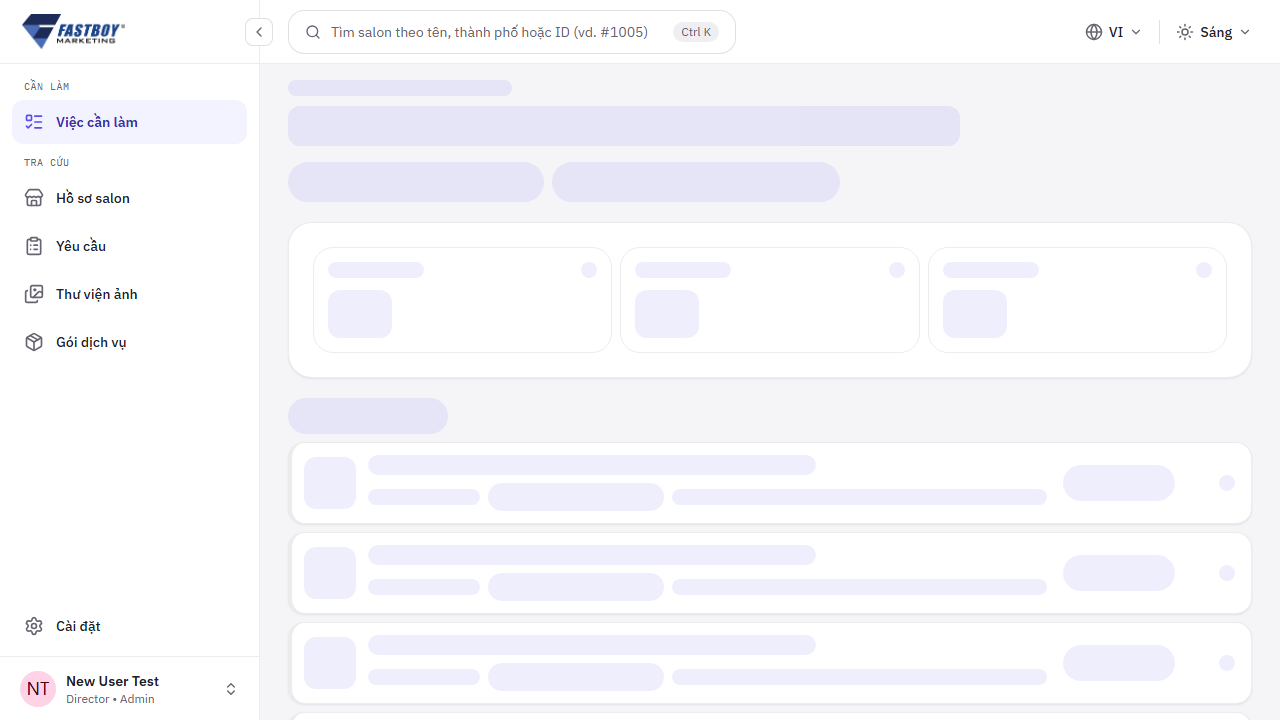 FASTBOY
MARKETING
Tìm salon theo tên, thành phố hoặc ID (vd. #1005)
Ctrl K
VI
Sáng
CẦN LÀM
Việc cần làm
TRA CỨU
Hồ sơ salon
Yêu cầu
Thư viện ảnh
Gói dịch vụ
Cài đặt
NT
New User Test
Director • Admin